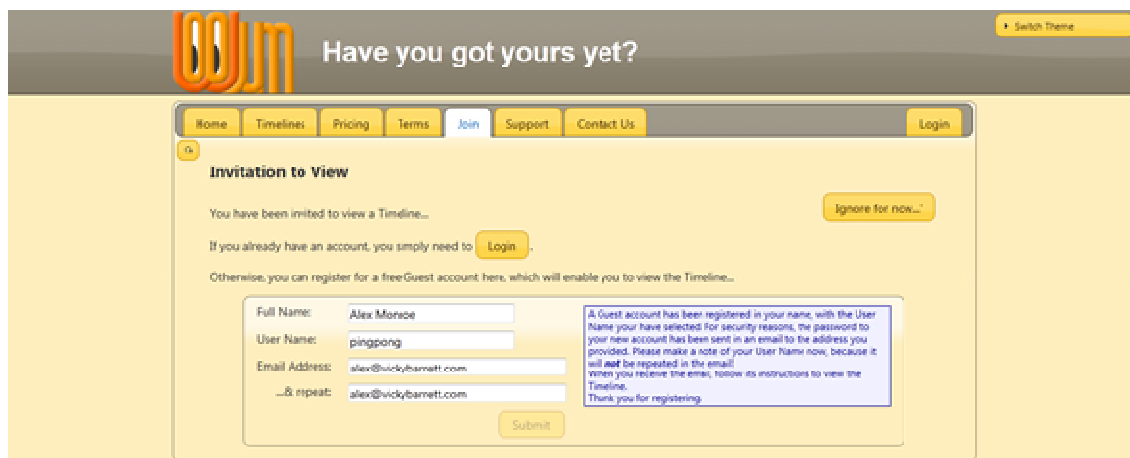 Have you got yours yet?
Switch Theme
Home Timelines Pricing Terms Join Support Contact Us Login
Invitation to View
You have been invited to view a Timeline...
Ignore for now...'
If you already have an account, you simply need to Login .
Otherwise, you can register for a free Guest account here, which will enable you to view the Timeline...
Full Name: Alex Monroe
User Name: pingpong
Email Address: alex@vickybarrett.com
...& repeat: alex@vickybarrett.com
Submit
A Guest account has been registered in your name, with the User
Name your have selected. For security reasons, the password to
your new account has been sent in an email to the address you
provided. Please make a note of your User Name now, because it
will not be repeated in the email!
When you receive the email, follow its instructions to view the
Timeline.
Thank you for registering.